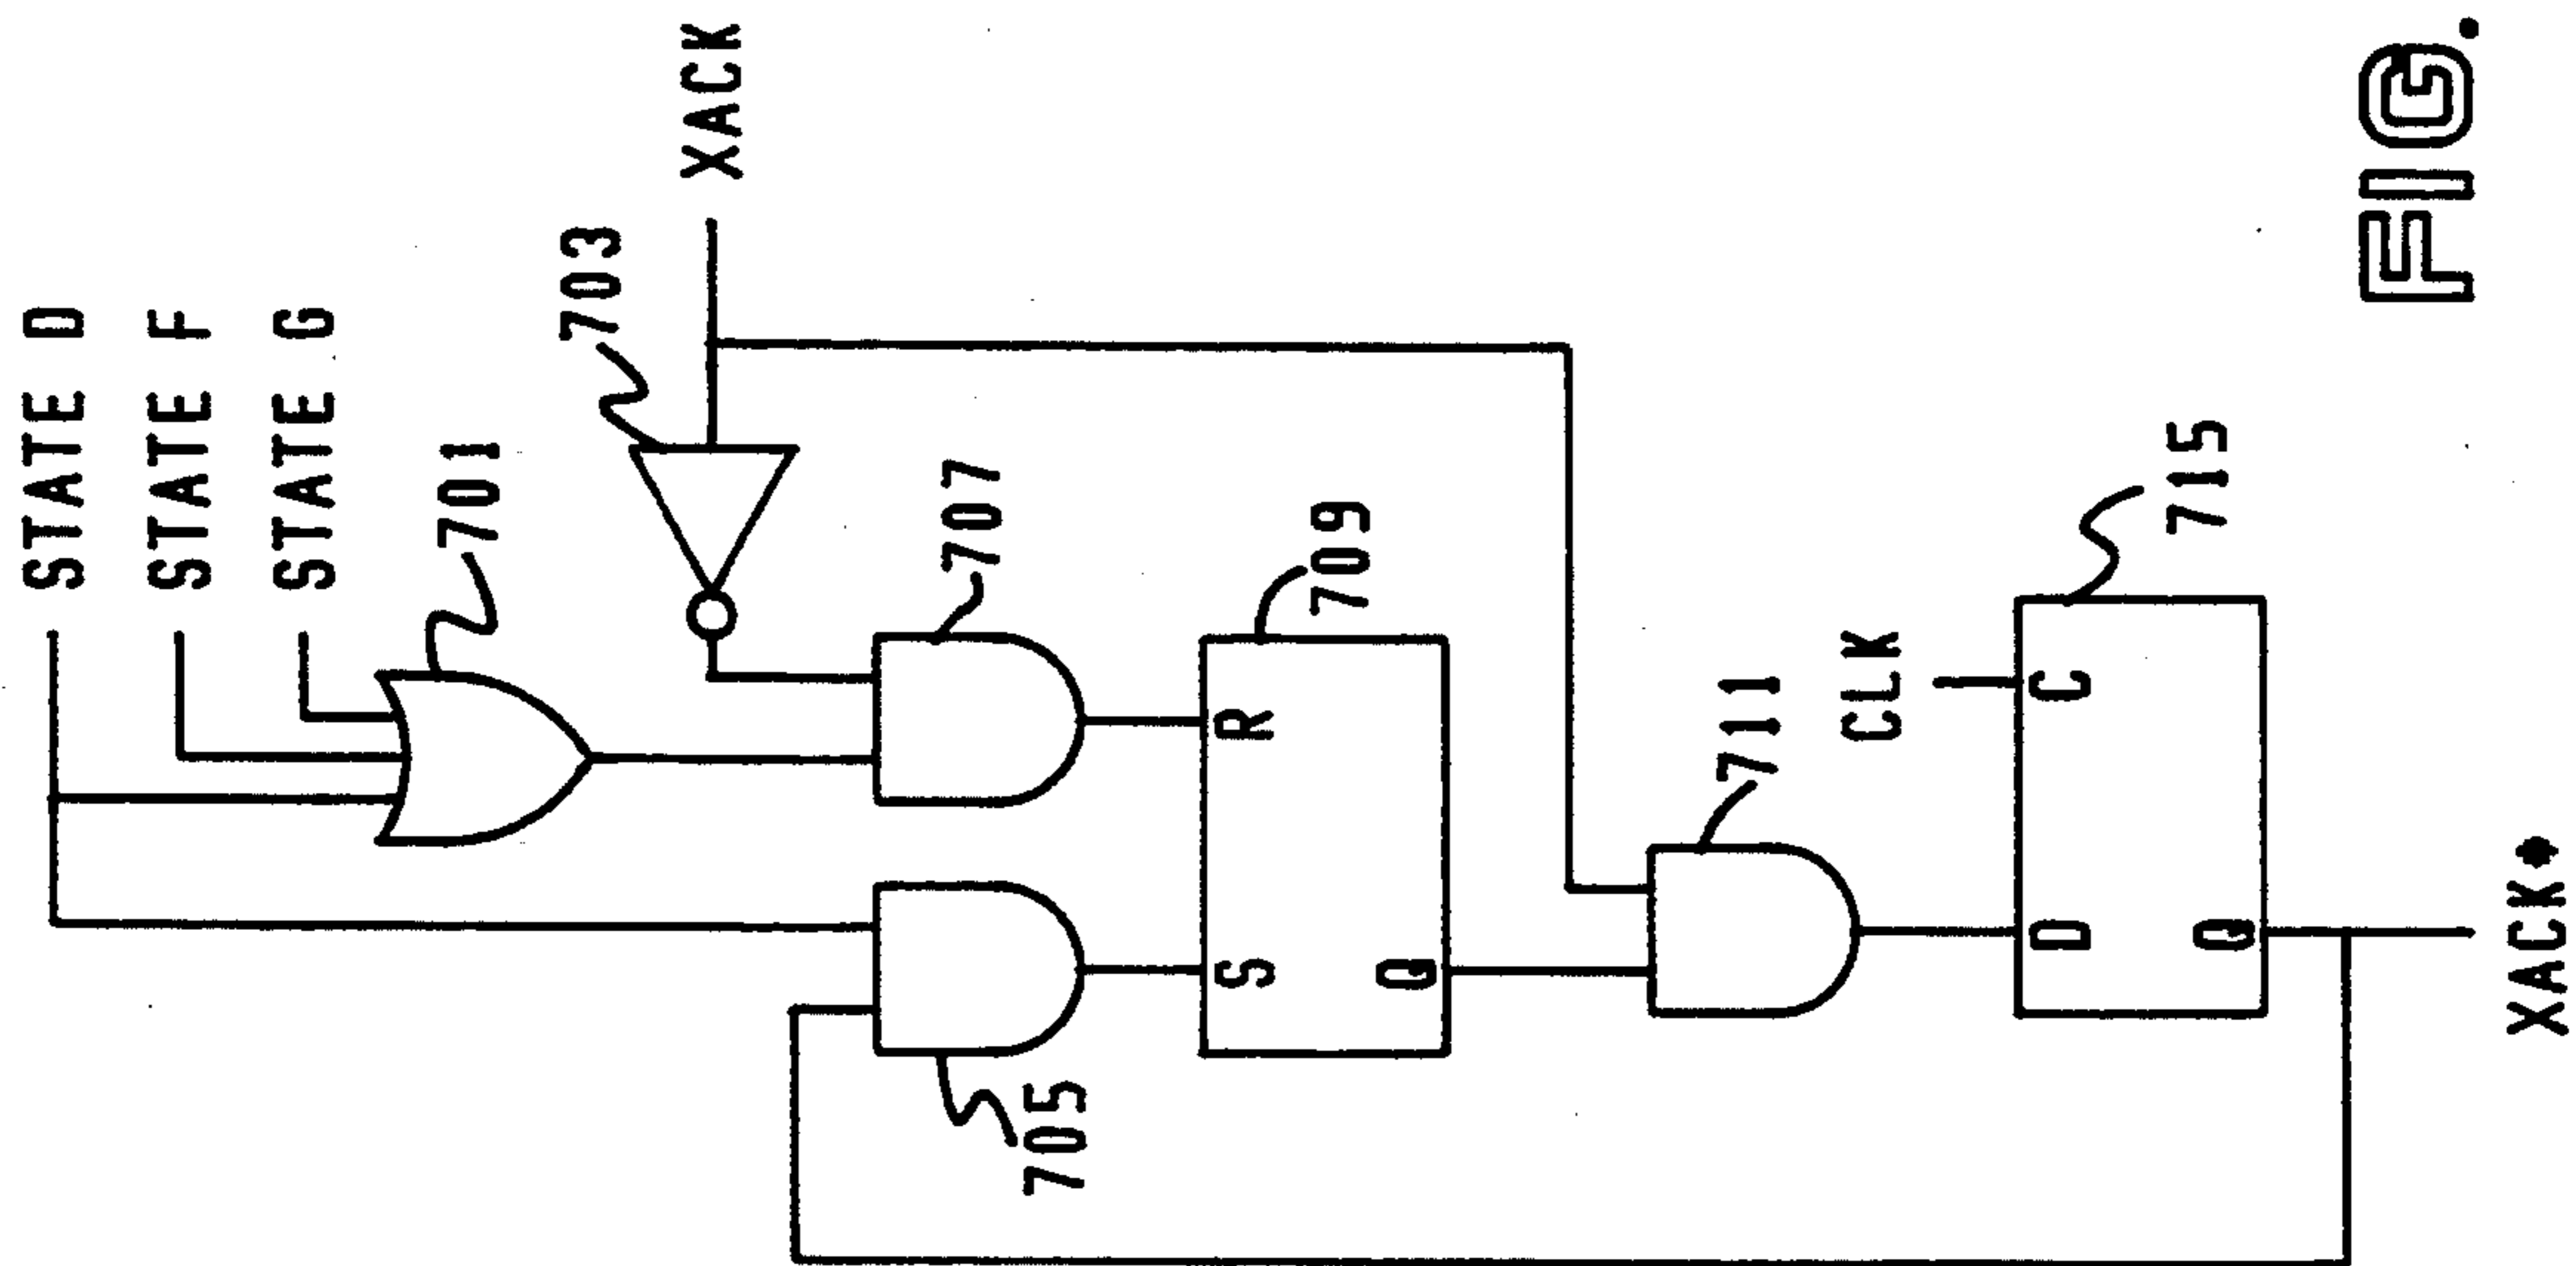 STATE D
STATE F
STATE G
701
703
XACK
705
707
S
R
709
Q
711
CLK
D
C
715
Q
XACK*
FIG.